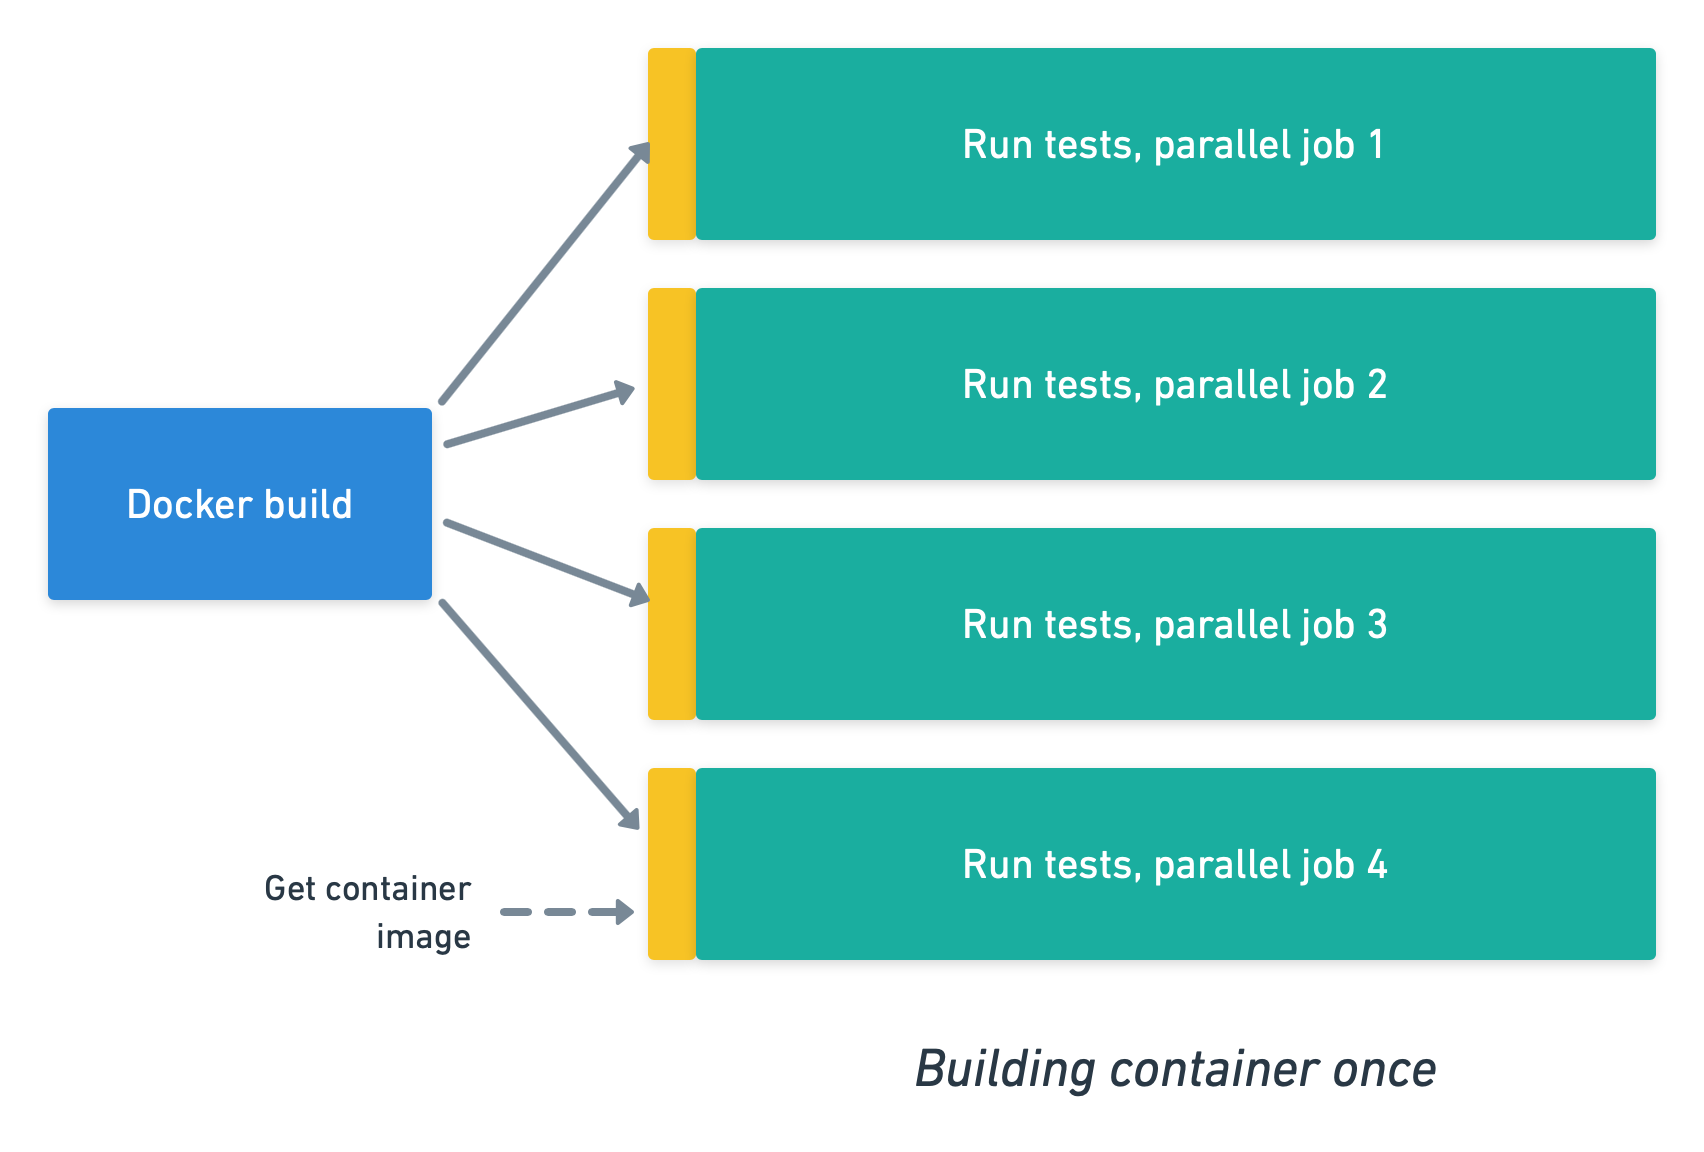 Run tests, parallel job 1
Run tests, parallel job 2
Docker build
Run tests, parallel job 3
Run tests, parallel job 4
Get container
image
Building container once